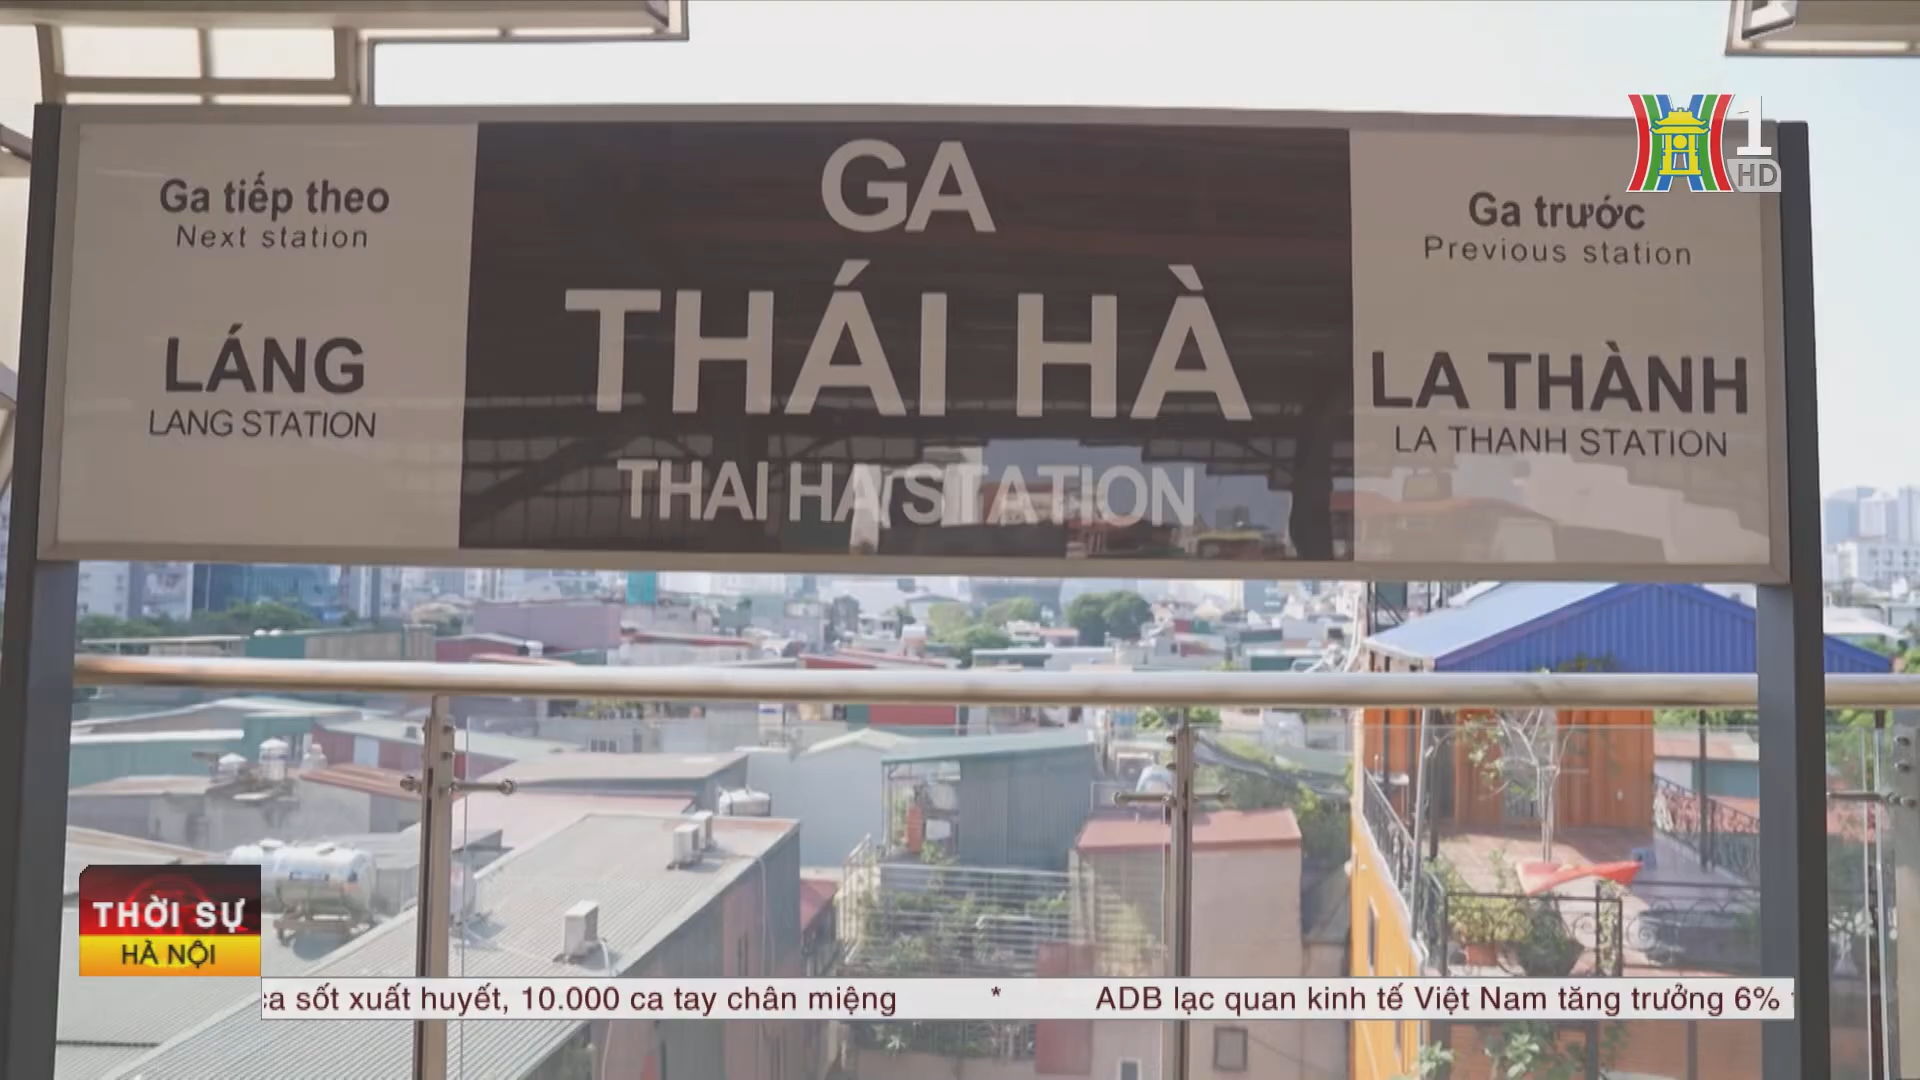 Ga tiếp theo
Next station
LÁNG
LANG STATION
GA
THÁI HÀ
THAI HA STATION
Ga trước
Previous station
LA THÀNH
LA THANH STATION
1
HD
THỜI SỰ
HÀ NỘI
sốt xuất huyết, 10.000 ca tay chân miệng * ADB lạc quan kinh tế Việt Nam tăng trưởng 6%